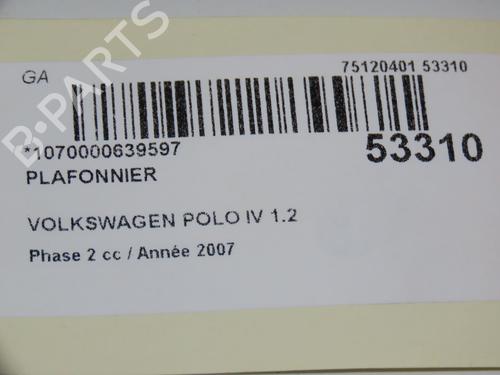 GA
75120401 53310
*1070000639597
53310
PLAFONNIER
VOLKSWAGEN POLO IV 1.2
Phase 2 cc / Année 2007
B-PARTS